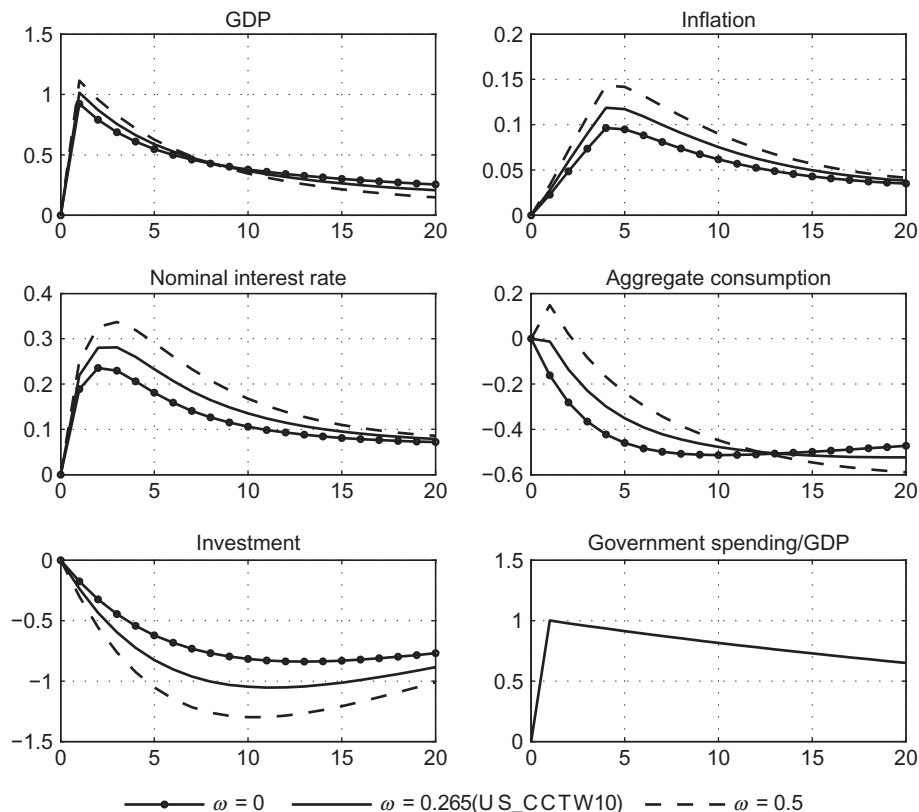 GDP
1.5
1
0.5
0
0 5 10 15 20
Inflation
0.2
0.15
0.1
0.05
0
0 5 10 15 20
Nominal interest rate
0.4
0.3
0.2
0.1
0
0 5 10 15 20
Aggregate consumption
0.2
0
−0.2
−0.4
−0.6
0 5 10 15 20
Investment
0
−0.5
−1
−1.5
0 5 10 15 20
Government spending/GDP
1.5
1
0.5
0
0 5 10 15 20
ω = 0 ω = 0.265(US_CCTW10) ω = 0.5